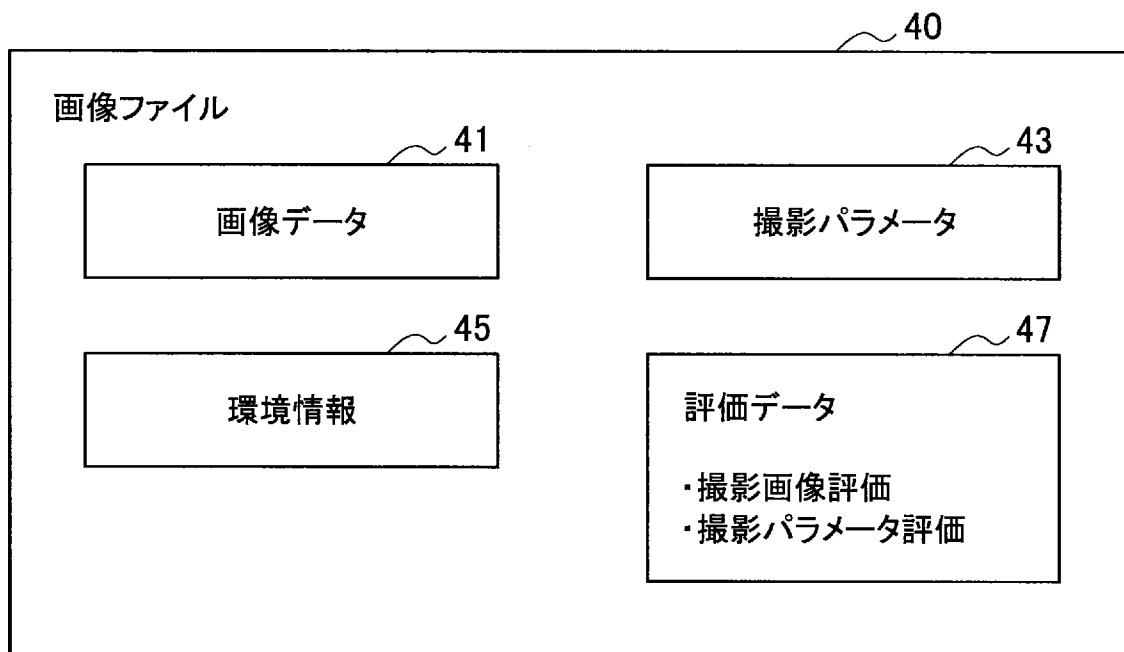 40
画像ファイル
41
画像データ
43
撮影パラメータ
45
環境情報
47
評価データ
・撮影画像評価
・撮影パラメータ評価